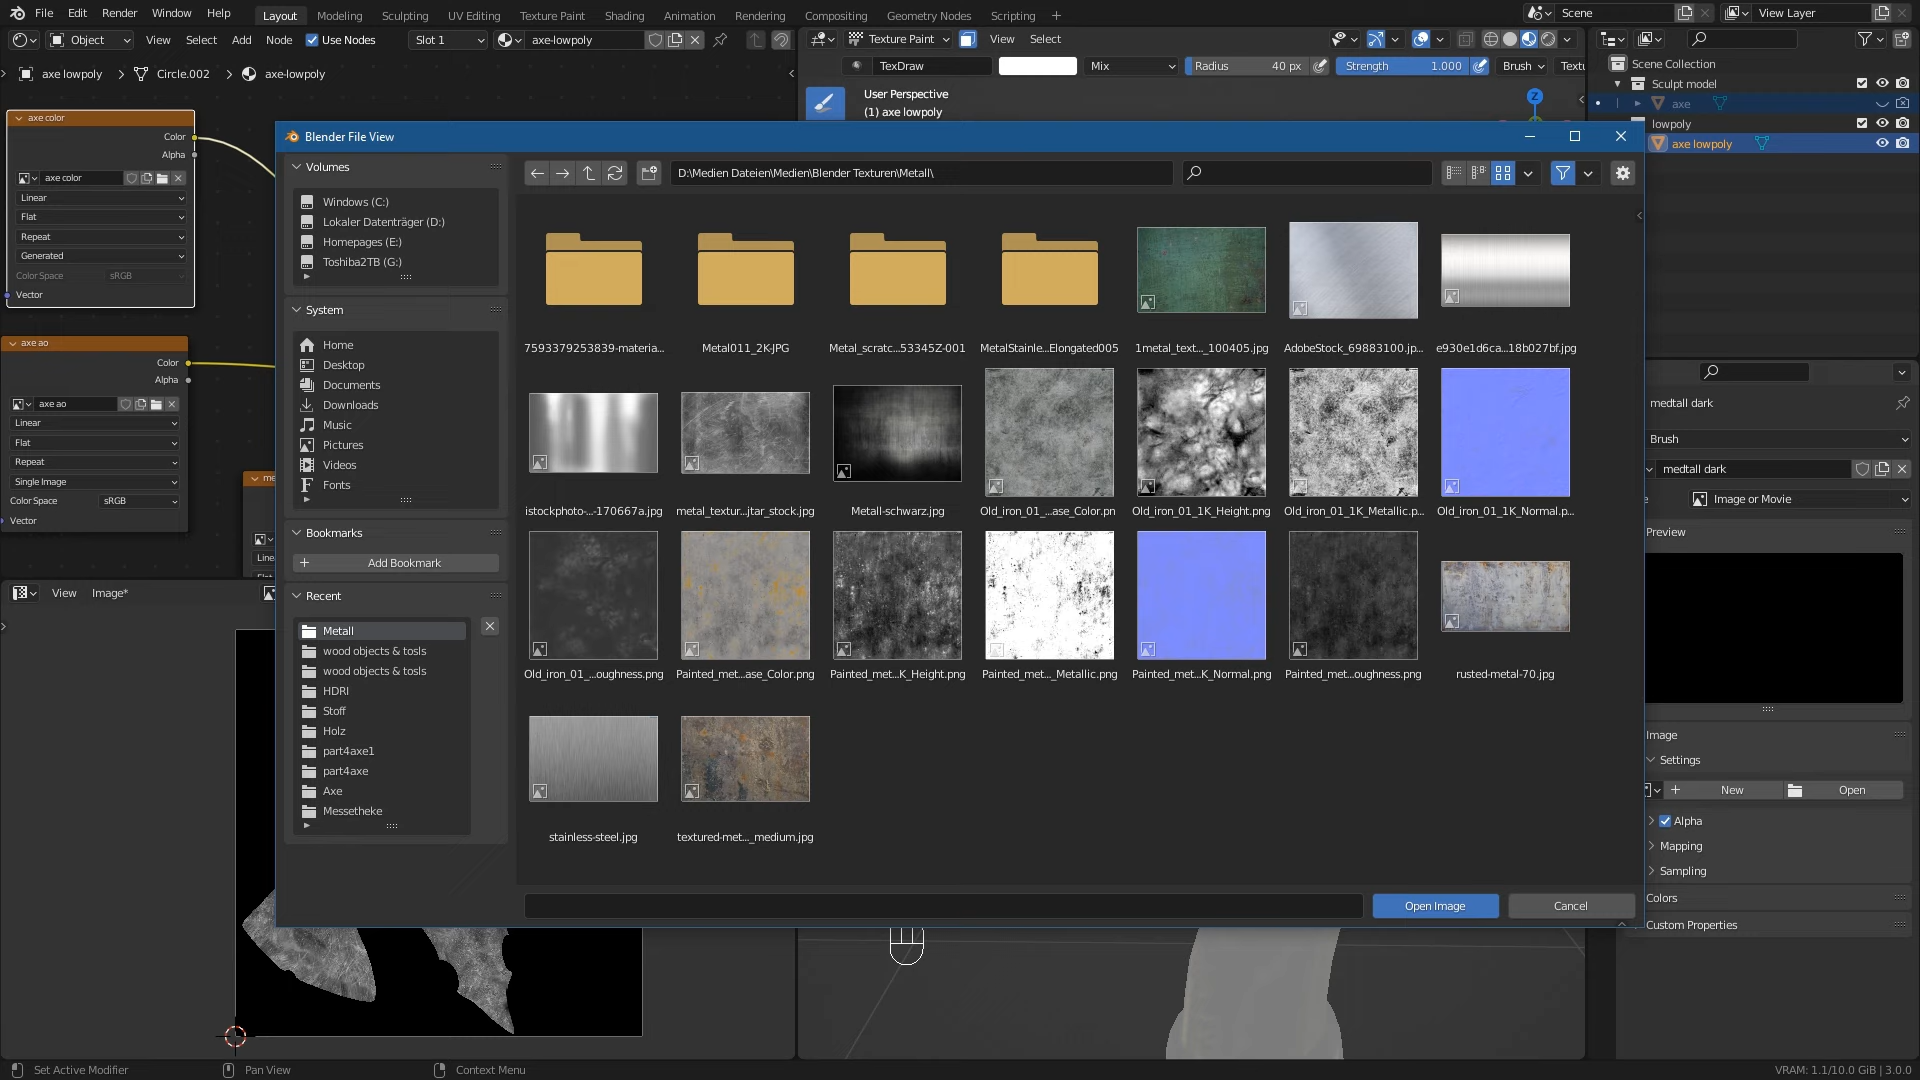 File Edit Render Window Help Layout Modeling Sculpting UV Editing Texture Paint Shading Animation Rendering Compositing Geometry Nodes Scripting + Scene View Layer
Object View Select Add Node Use Nodes Slot 1 axe-lowpoly Texture Paint View Select
axe lowpoly Circle.002 axe-lowpoly
TexDraw Mix Radius 40 px Strength 1.000 Brush Textu
User Perspective
(1) axe lowpoly
Scene Collection
Sculpt model
axe
lowpoly
axe lowpoly
axe color
Color
Alpha
axe color
Linear
Flat
Repeat
Generated
Color Space sRGB
Vector
axe ao
Color
Alpha
axe ao
Linear
Flat
Repeat
Single Image
Color Space sRGB
Vector
me
Line
View Image*
Blender File View
D:\Medien Dateien\Medien\Blender Texturen\Metall\
Volumes
Windows (C:)
Lokaler Datenträger (D:)
Homepages (E:)
Toshiba2TB (G:)
System
Home
Desktop
Documents
Downloads
Music
Pictures
Videos
Fonts
Bookmarks
Add Bookmark
Recent
Metall
wood objects & tosls
wood objects & tosls
HDRI
Stoff
Holz
part4axe1
part4axe
Axe
Messetheke
7593379253839-materia... Metal011_2K-JPG Metal_scratc...53345Z-001 MetalStainle...Elongated005 1metal_text..._100405.jpg AdobeStock_69883100.jp... e930e1d6ca...18b027bf.jpg
istockphoto-...-170667a.jpg metal_textur...jtar_stock.jpg Metall-schwarz.jpg Old_iron_01_...ase_Color.pn Old_iron_01_1K_Height.png Old_iron_01_1K_Metallic.p... Old_iron_01_1K_Normal.p...
Old_iron_01_...oughness.png Painted_met...ase_Color.png Painted_met...K_Height.png Painted_met..._Metallic.png Painted_met...K_Normal.png Painted_met...oughness.png rusted-metal-70.jpg
stainless-steel.jpg textured-met..._medium.jpg
Open Image Cancel
medtall dark
Brush
medtall dark
Image or Movie
Preview
Image
Settings
New Open
Alpha
Mapping
Sampling
Colors
Custom Properties
Z
Set Active Modifier Pan View Context Menu VRAM: 1.1/10.0 GiB | 3.0.0